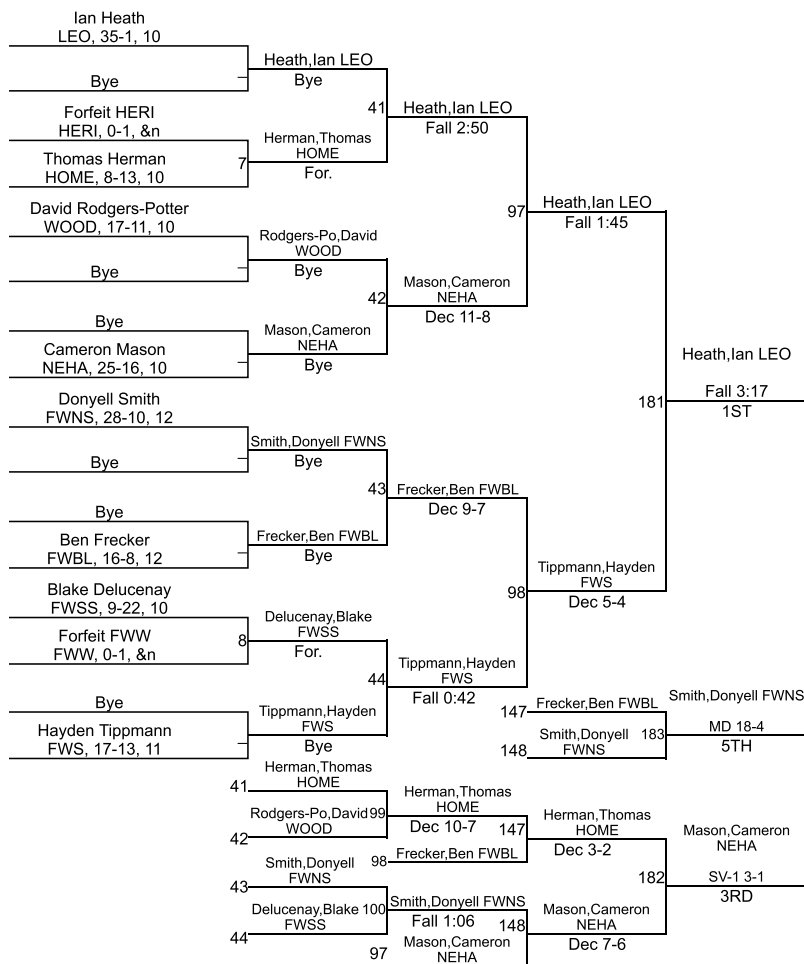 Ian Heath
LEO, 35-1, 10
Bye
Heath,Ian LEO
Bye
41
Forfeit HERI
HERI, 0-1, &n
7
Thomas Herman
HOME, 8-13, 10
Herman,Thomas
HOME
For.
Heath,Ian LEO
Fall 2:50
97
David Rodgers-Potter
WOOD, 17-11, 10
Bye
Rodgers-Po,David
WOOD
Bye
42
Bye
Cameron Mason
NEHA, 25-16, 10
Mason,Cameron
NEHA
Bye
Mason,Cameron
NEHA
Dec 11-8
Heath,Ian LEO
Fall 1:45
181
Donyell Smith
FWNS, 28-10, 12
Bye
Smith,Donyell FWNS
Bye
43
Bye
Ben Frecker
FWBL, 16-8, 12
Frecker,Ben FWBL
Bye
Frecker,Ben FWBL
Dec 9-7
98
Blake Delucenay
FWSS, 9-22, 10
8
Forfeit FWW
FWW, 0-1, &n
Delucenay,Blake
FWSS
For.
44
Bye
Hayden Tippmann
FWS, 17-13, 11
Tippmann,Hayden
FWS
Bye
Tippmann,Hayden
FWS
Fall 0:42
Tippmann,Hayden
FWS
Dec 5-4
Heath,Ian LEO
Fall 3:17
1ST
147
Frecker,Ben FWBL
148
Smith,Donyell
FWNS
183
Smith,Donyell FWNS
MD 18-4
5TH
41
Herman,Thomas
HOME
42
Rodgers-Po,David
WOOD
99
Herman,Thomas
HOME
Dec 10-7
147
98
Frecker,Ben FWBL
Herman,Thomas
HOME
Dec 3-2
182
43
Smith,Donyell
FWNS
44
Delucenay,Blake
FWSS
100
Smith,Donyell FWNS
Fall 1:06
148
97
Mason,Cameron
NEHA
Mason,Cameron
NEHA
Dec 7-6
Mason,Cameron
NEHA
SV-1 3-1
3RD